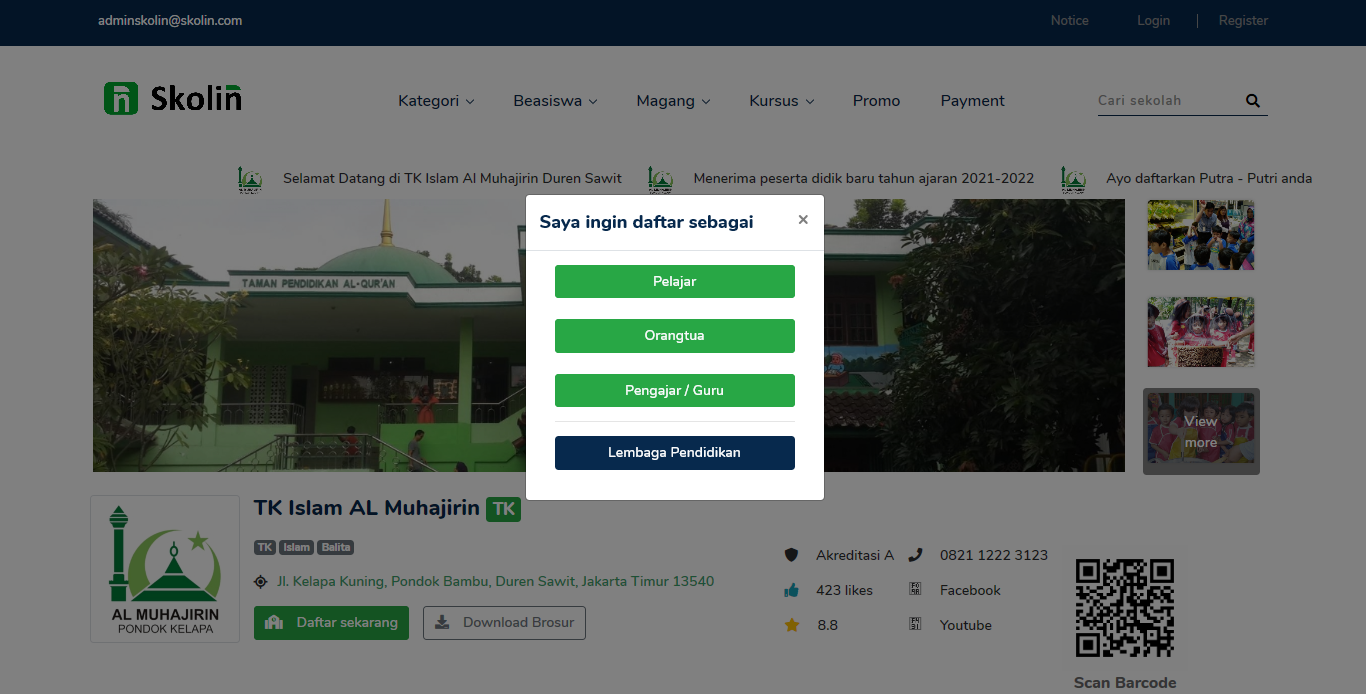 adminskolin@skolin.com
Notice Login Register
Skolin
Kategori Beasiswa Magang Kursus Promo Payment
Cari sekolah
Selamat Datang di TK Islam Al Muhajirin Duren Sawit Menerima peserta didik baru tahun ajaran 2021-2022 Ayo daftarkan Putra - Putri anda
Saya ingin daftar sebagai ×
Pelajar
Orangtua
Pengajar / Guru
Lembaga Pendidikan
TAMAN PENDIDIKAN AL-QUR'AN
View
more
AL MUHAJIRIN
PONDOK KELAPA
TK Islam AL Muhajirin TK
TK Islam Balita
Jl. Kelapa Kuning, Pondok Bambu, Duren Sawit, Jakarta Timur 13540
Daftar sekarang Download Brosur
Akreditasi A 0821 1222 3123
423 likes Facebook
8.8 Youtube
Scan Barcode